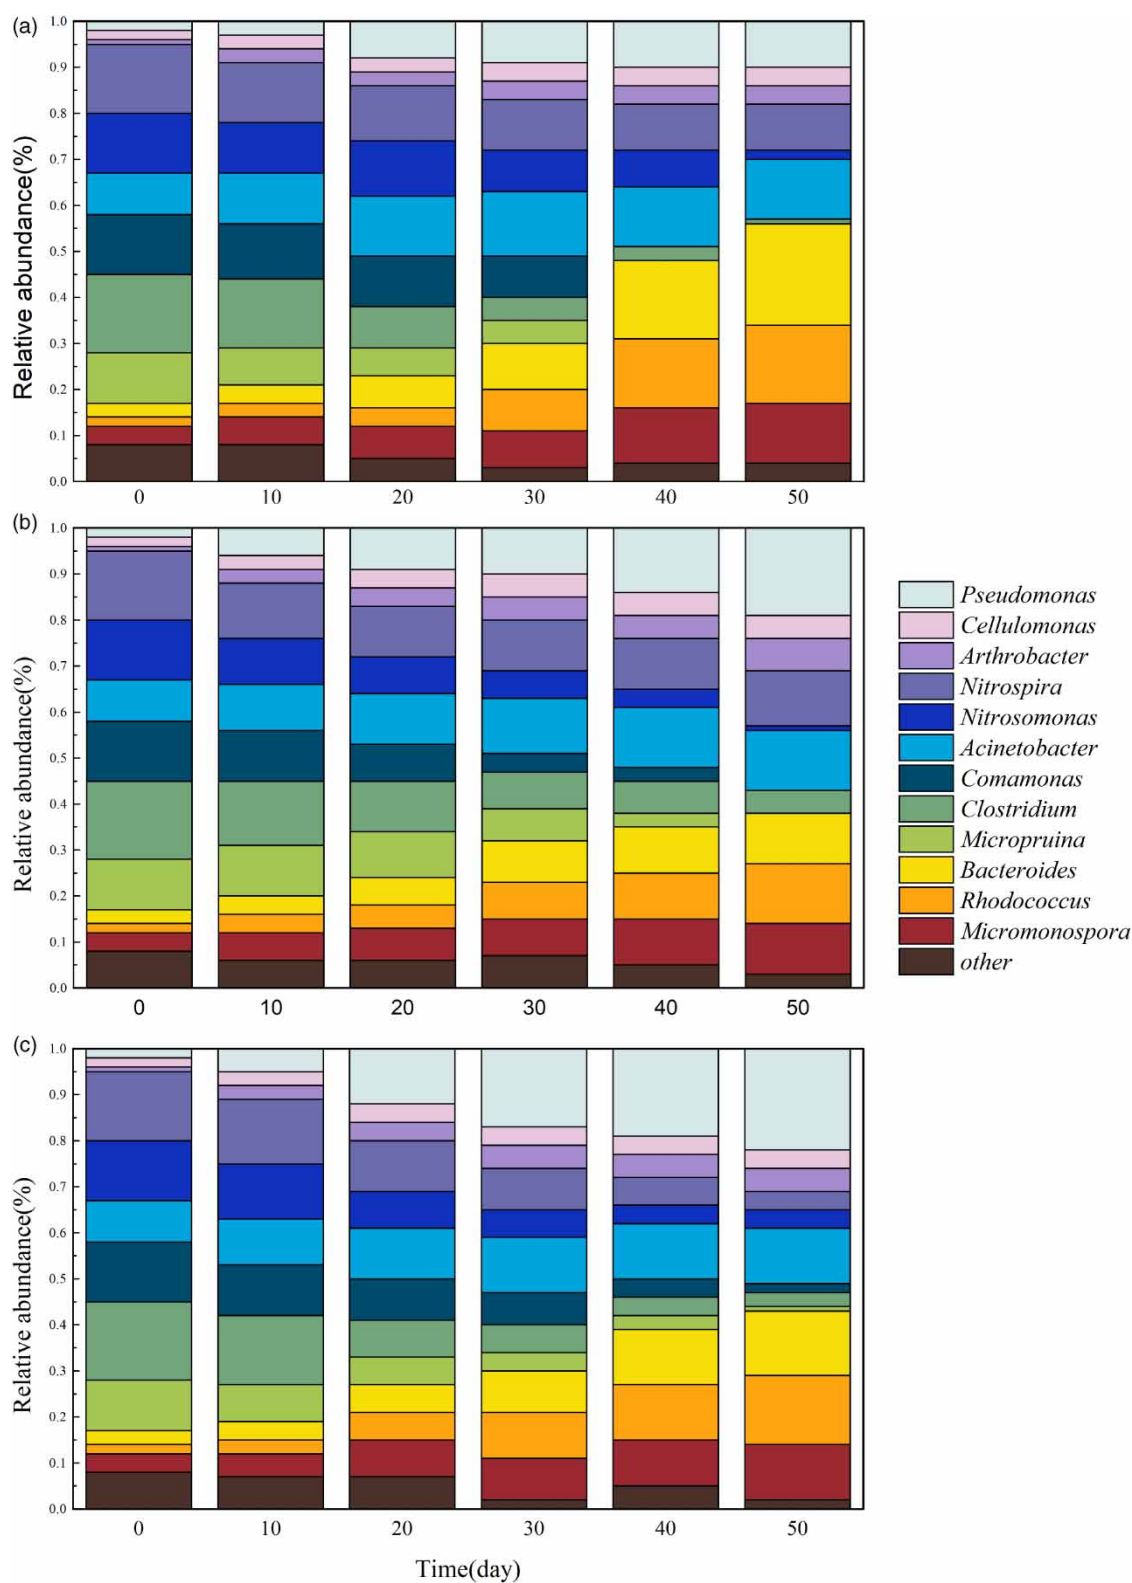 (a)
Relative abundance(%)
1.0
0.9
0.8
0.7
0.6
0.5
0.4
0.3
0.2
0.1
0.0
0 10 20 30 40 50
(b)
Relative abundance(%)
1.0
0.9
0.8
0.7
0.6
0.5
0.4
0.3
0.2
0.1
0.0
0 10 20 30 40 50
Pseudomonas
Cellulomonas
Arthrobacter
Nitrospira
Nitrosomonas
Acinetobacter
Comamonas
Clostridium
Micropruina
Bacteroides
Rhodococcus
Micromonospora
other
(c)
Relative abundance(%)
1.0
0.9
0.8
0.7
0.6
0.5
0.4
0.3
0.2
0.1
0.0
0 10 20 30 40 50
Time(day)